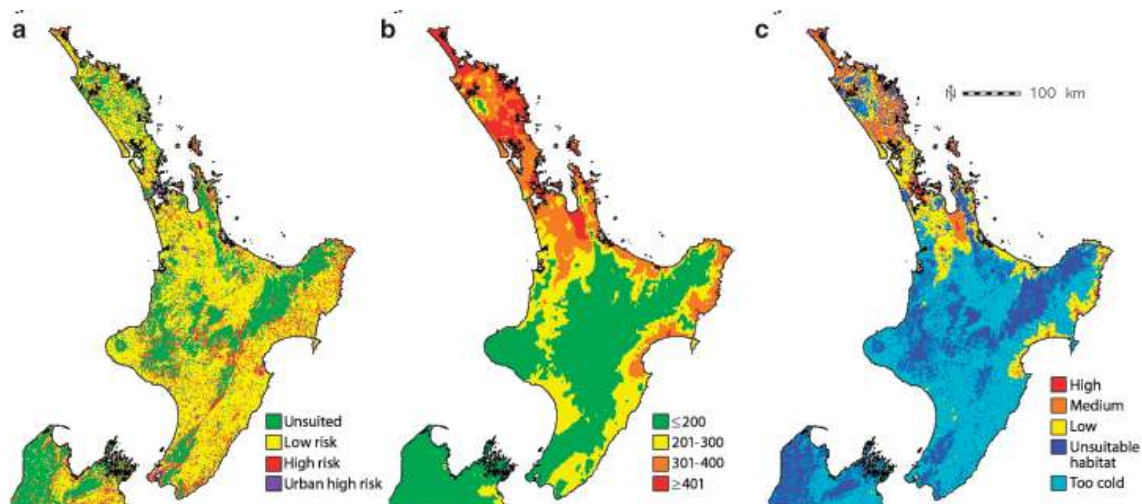 a
b
c
N
100 km
Unsuited
Low risk
High risk
Urban high risk
≤200
201-300
301-400
≥401
High
Medium
Low
Unsuitable
habitat
Too cold